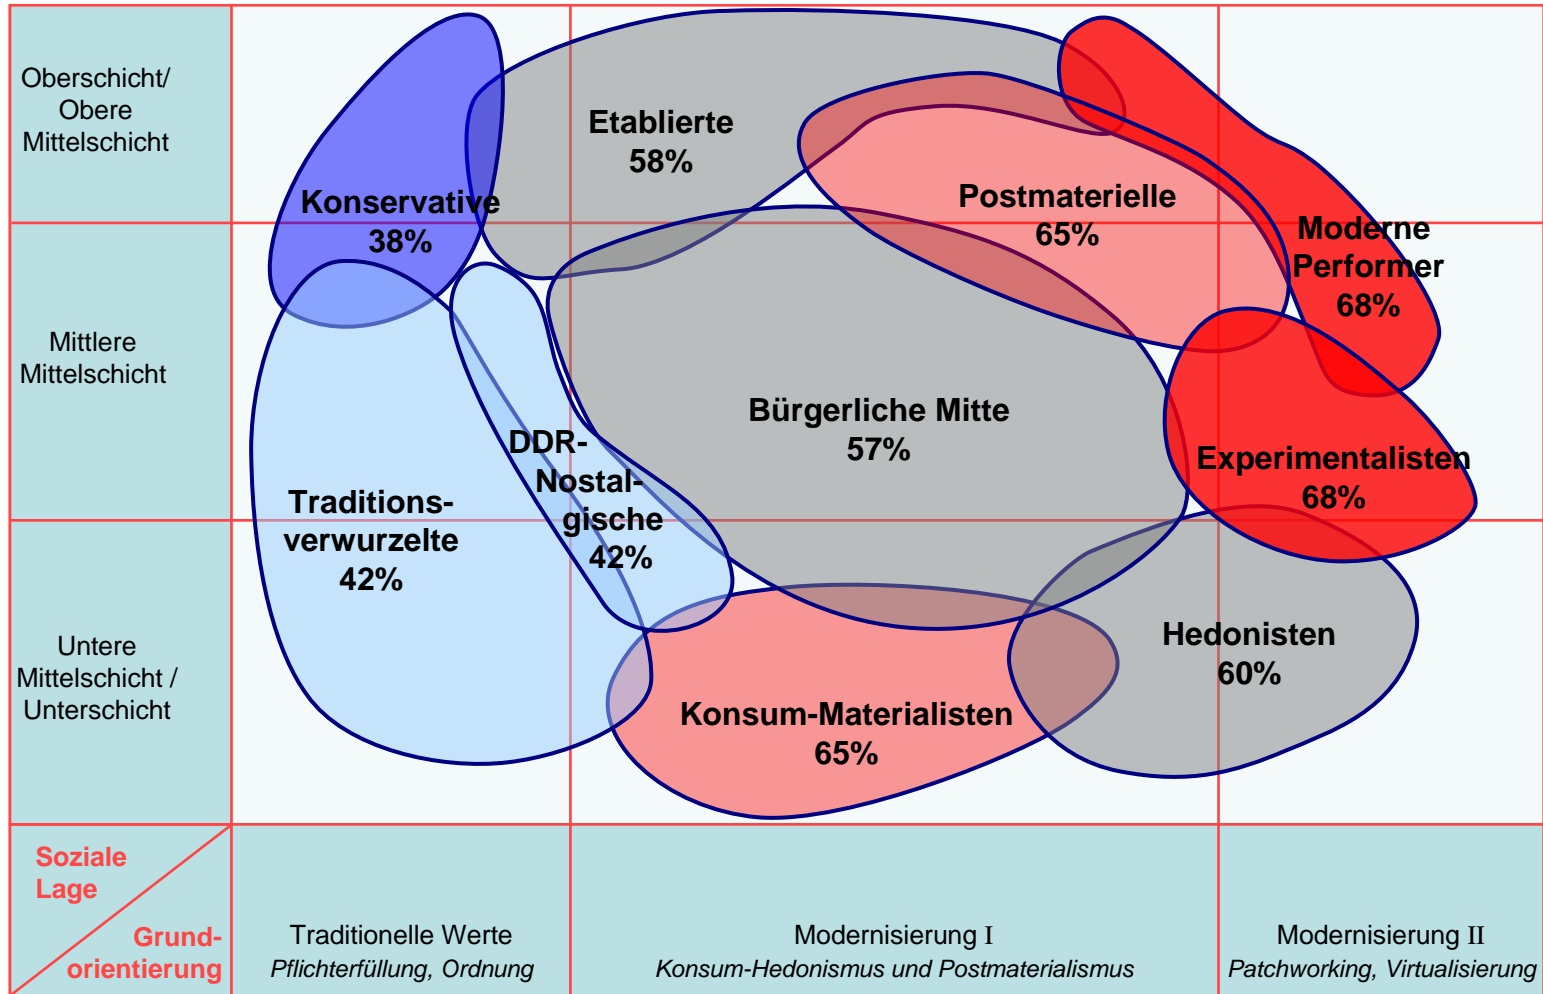 Oberschicht/
Obere
Mittelschicht
Etablierte
58%
Konservative
38%
Postmaterielle
65%
Moderne
Performer
68%
Mittlere
Mittelschicht
Bürgerliche Mitte
57%
DDR-
Nostal-
gische
42%
Experimentalisten
68%
Traditions-
verwurzelte
42%
Untere
Mittelschicht /
Unterschicht
Hedonisten
60%
Konsum-Materialisten
65%
Soziale
Lage
Grund-
orientierung
Traditionelle Werte
Pflichterfüllung, Ordnung
Modernisierung I
Konsum-Hedonismus und Postmaterialismus
Modernisierung II
Patchworking, Virtualisierung